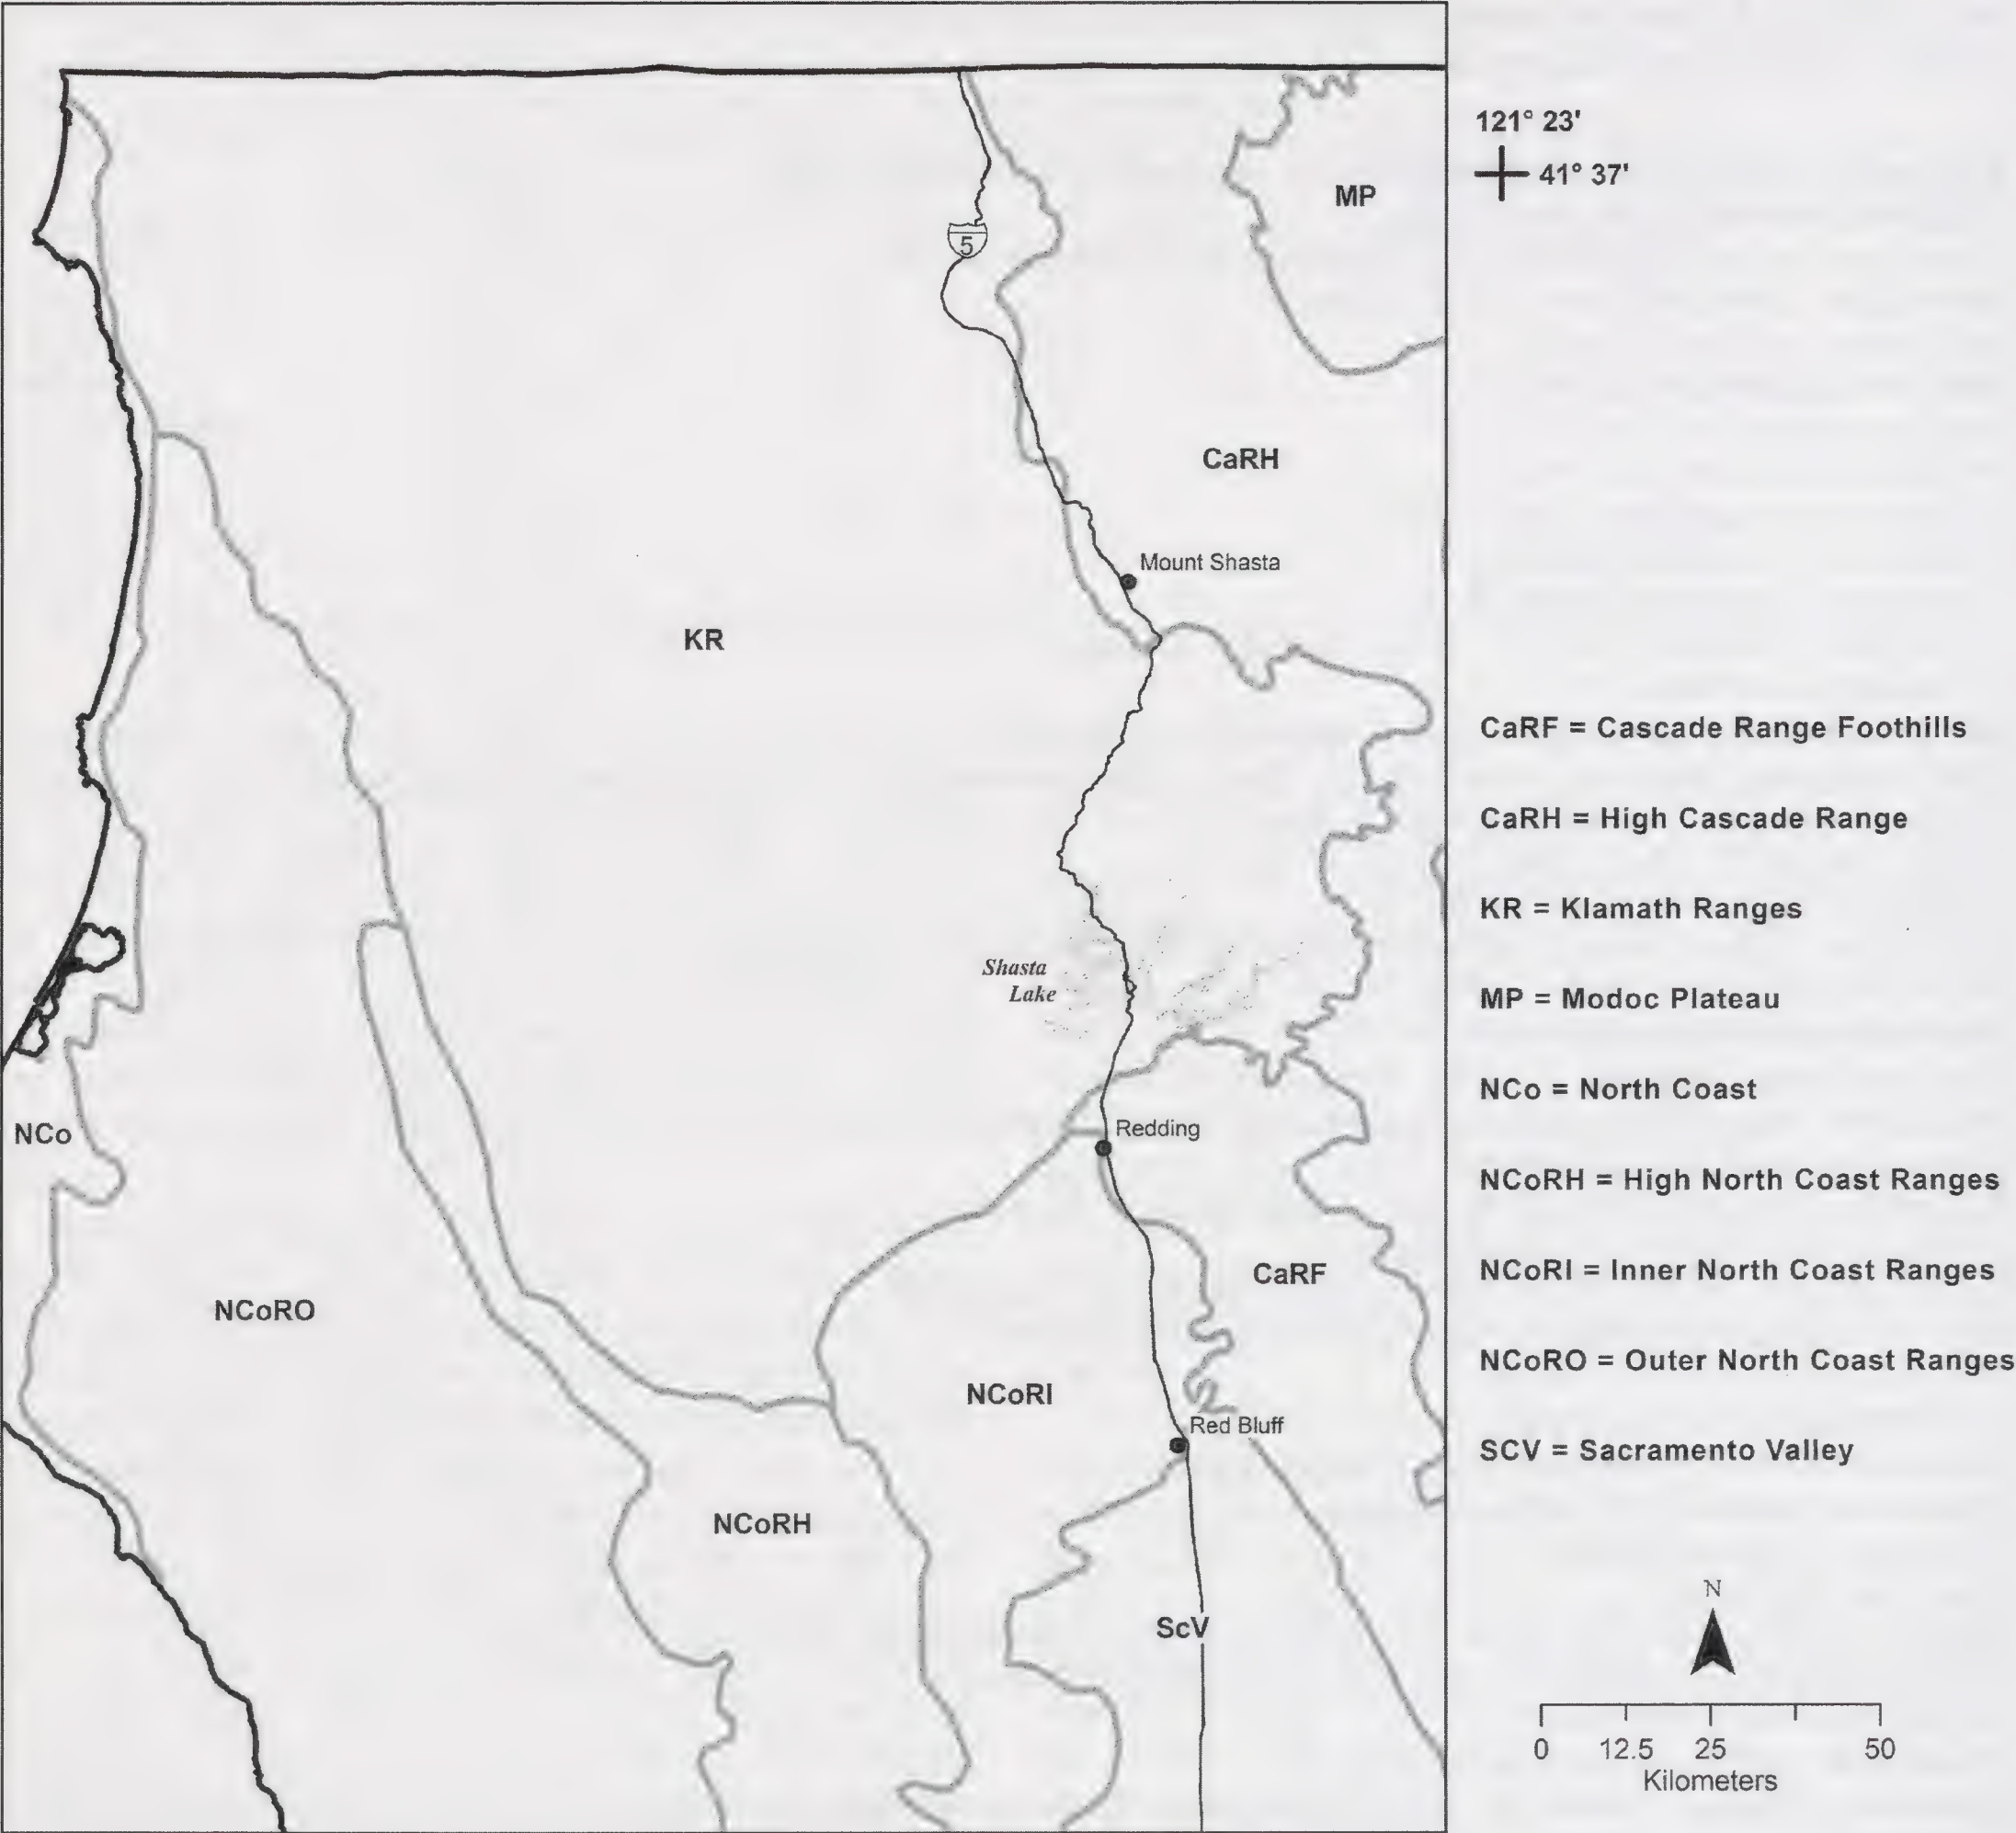 121° 23'
41° 37'
MP
5
CaRH
Mount Shasta
KR
CaRF = Cascade Range Foothills
CaRH = High Cascade Range
KR = Klamath Ranges
Shasta
Lake
MP = Modoc Plateau
NCo = North Coast
NCo
Redding
NCoRH = High North Coast Ranges
CaRF
NCoRI = Inner North Coast Ranges
NCoRO
NCoRO = Outer North Coast Ranges
NCoRI
Red Bluff
SCV = Sacramento Valley
NCoRH
ScV
N
0 12.5 25 50
Kilometers